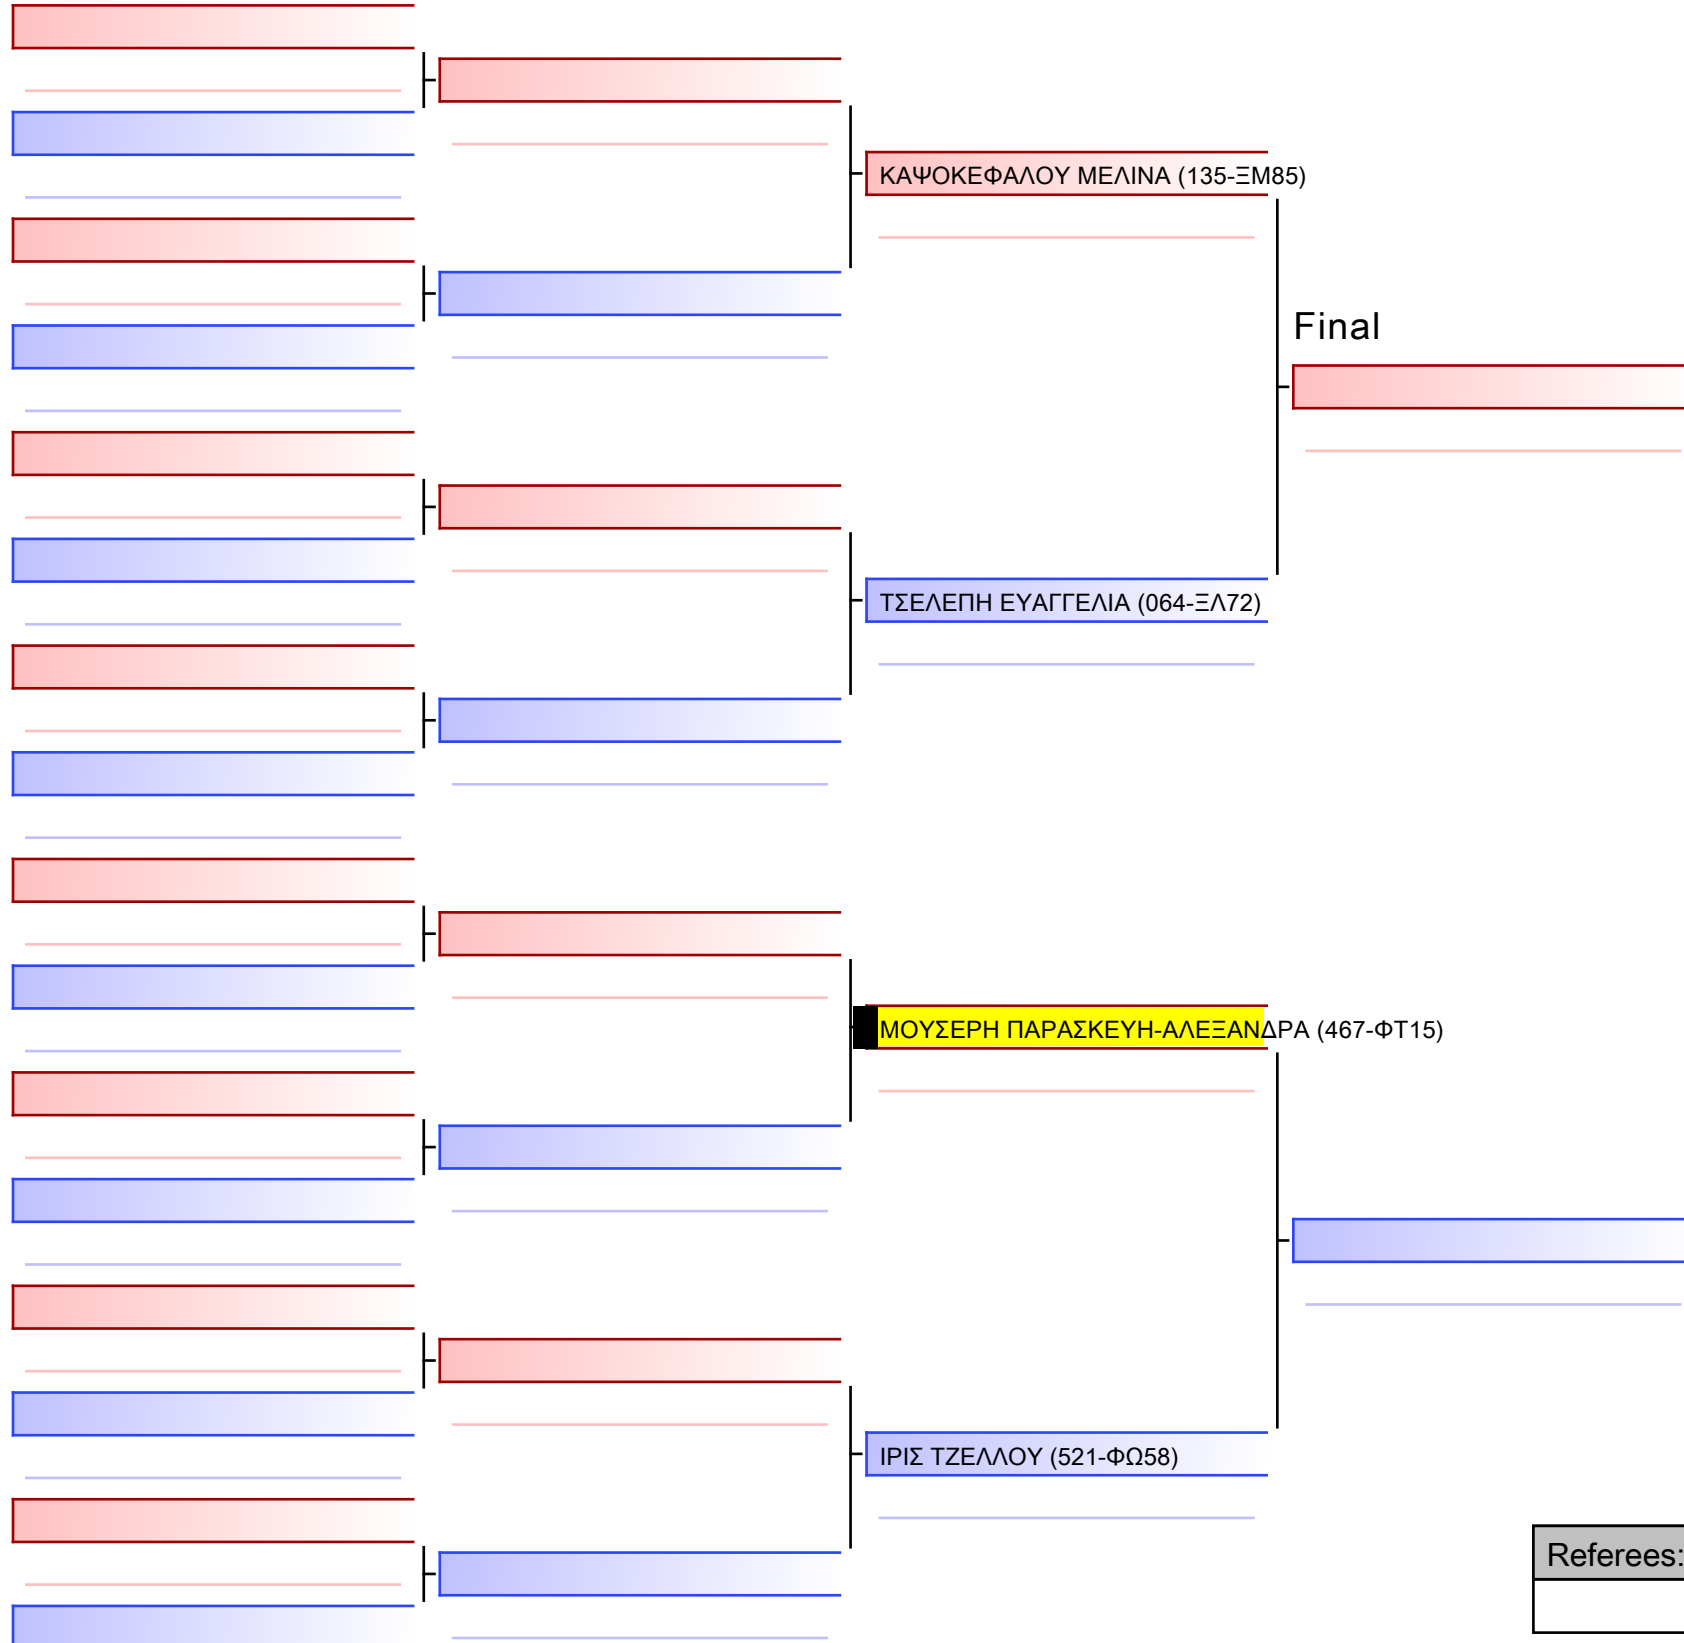 ΚΑΨΟΚΕΦΑΛΟΥ ΜΕΛΙΝΑ (135-ΞΜ85)
Final
ΤΣΕΛΕΠΗ ΕΥΑΓΓΕΛΙΑ (064-ΞΛ72)
ΜΟΥΣΕΡΗ ΠΑΡΑΣΚΕΥΗ-ΑΛΕΞΑΝΔΡΑ (467-ΦΤ15)
ΙΡΙΣ ΤΖΕΛΛΟΥ (521-ΦΩ58)
Referees: